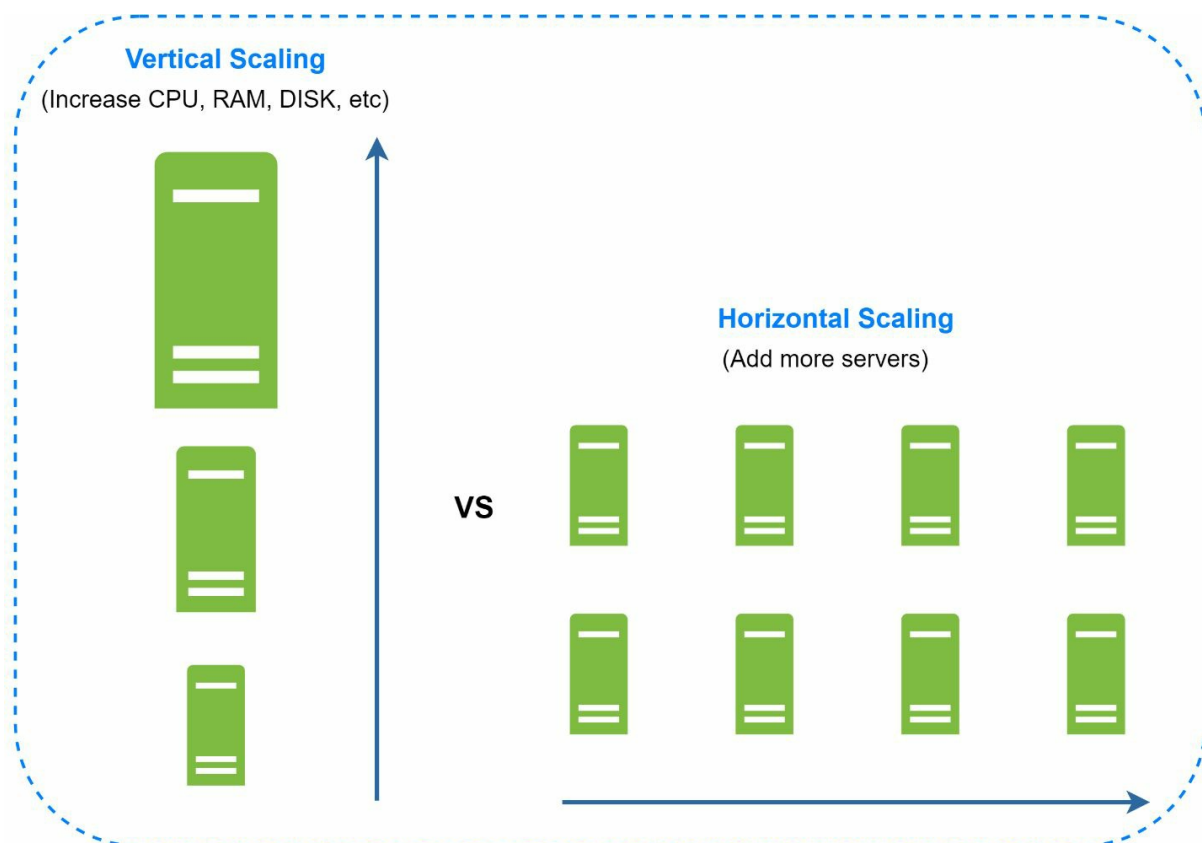 Vertical Scaling
(Increase CPU, RAM, DISK, etc)
VS
Horizontal Scaling
(Add more servers)